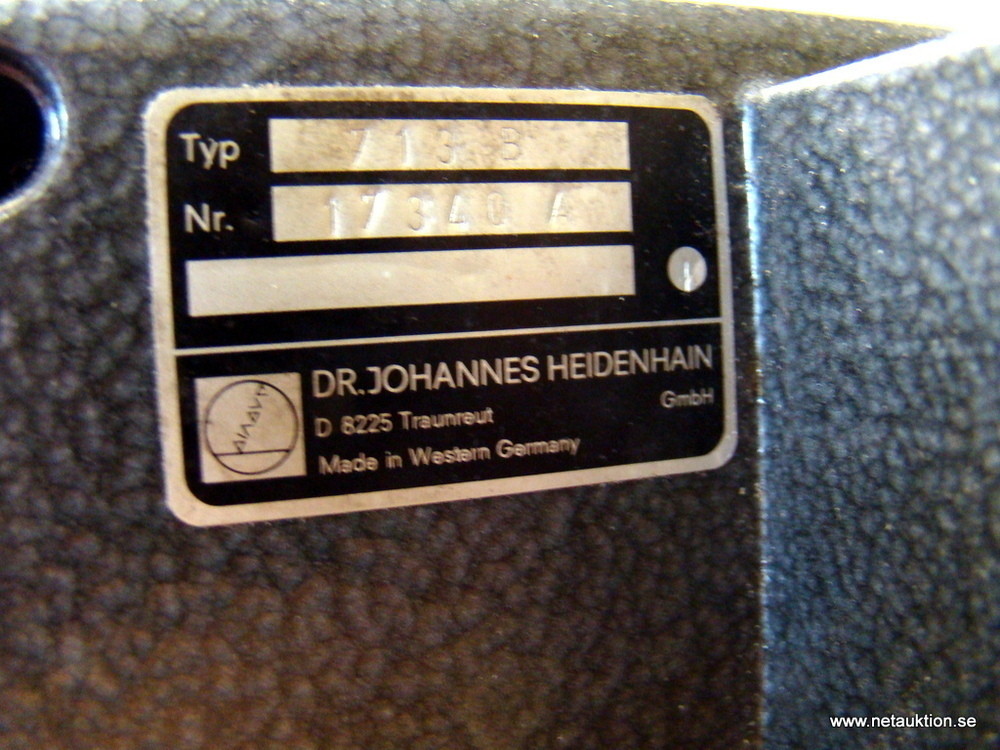 Typ 713 B
Nr. 17340 A
DR. JOHANNES HEIDENHAIN
GmbH
D 8225 Traunreut
Made in Western Germany
www.netauktion.se